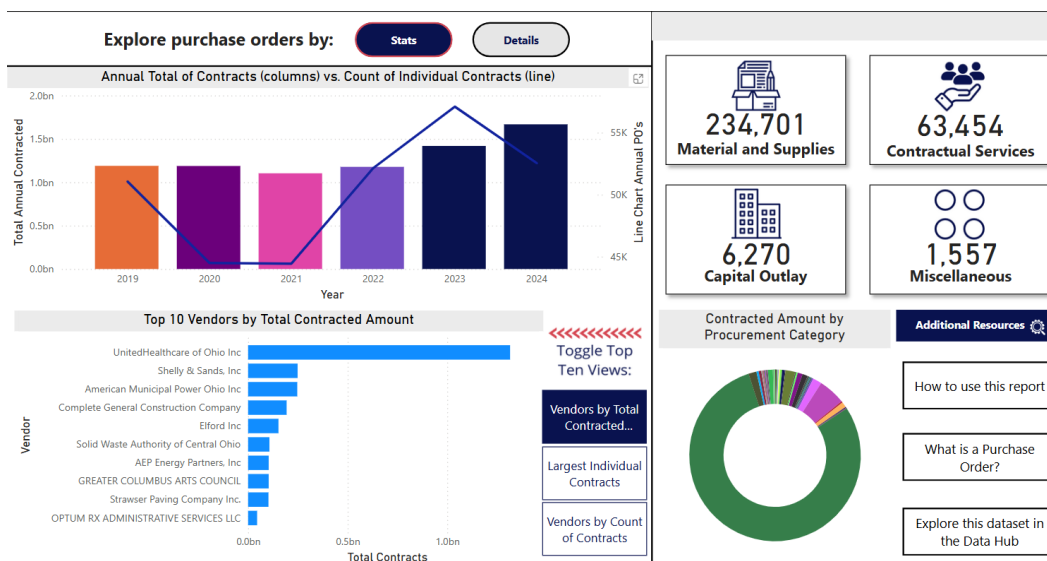 Explore purchase orders by:
Stats
Details
Annual Total of Contracts (columns) vs. Count of Individual Contracts (line)
Total Annual Contracted
2.0bn
1.5bn
1.0bn
0.5bn
0.0bn
55K
50K
45K
Line Chart Annual PO's
2019
2020
2021
2022
2023
2024
Year
Top 10 Vendors by Total Contracted Amount
Vendor
UnitedHealthcare of Ohio Inc
Shelly & Sands, Inc
American Municipal Power Ohio Inc
Complete General Construction Company
Elford Inc
Solid Waste Authority of Central Ohio
AEP Energy Partners, Inc
GREATER COLUMBUS ARTS COUNCIL
Strawser Paving Company Inc.
OPTUM RX ADMINISTRATIVE SERVICES LLC
0.0bn
0.5bn
1.0bn
Total Contracts
Toggle Top
Ten Views:
Vendors by Total
Contracted...
Largest Individual
Contracts
Vendors by Count
of Contracts
234,701
Material and Supplies
63,454
Contractual Services
6,270
Capital Outlay
1,557
Miscellaneous
Contracted Amount by
Procurement Category
Additional Resources
How to use this report
What is a Purchase
Order?
Explore this dataset in
the Data Hub